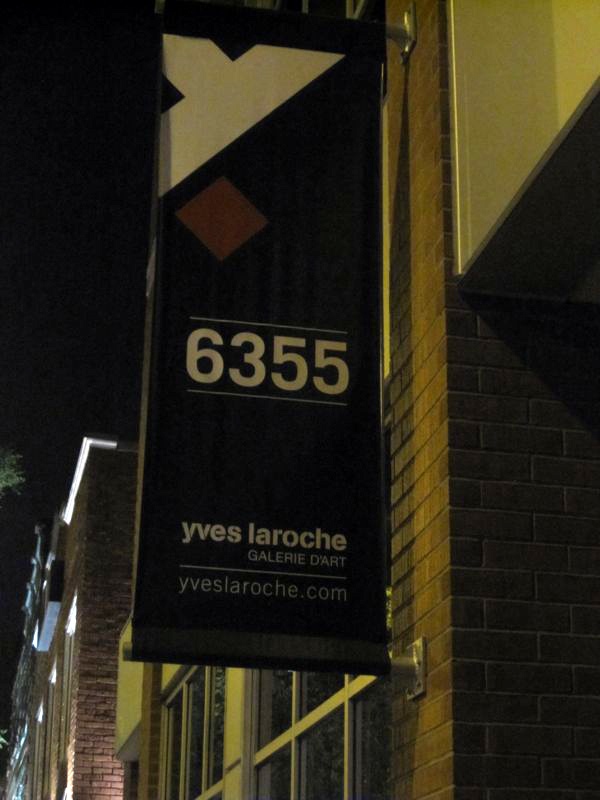 6355
yves laroche
GALERIE D'ART
yveslaroche.com